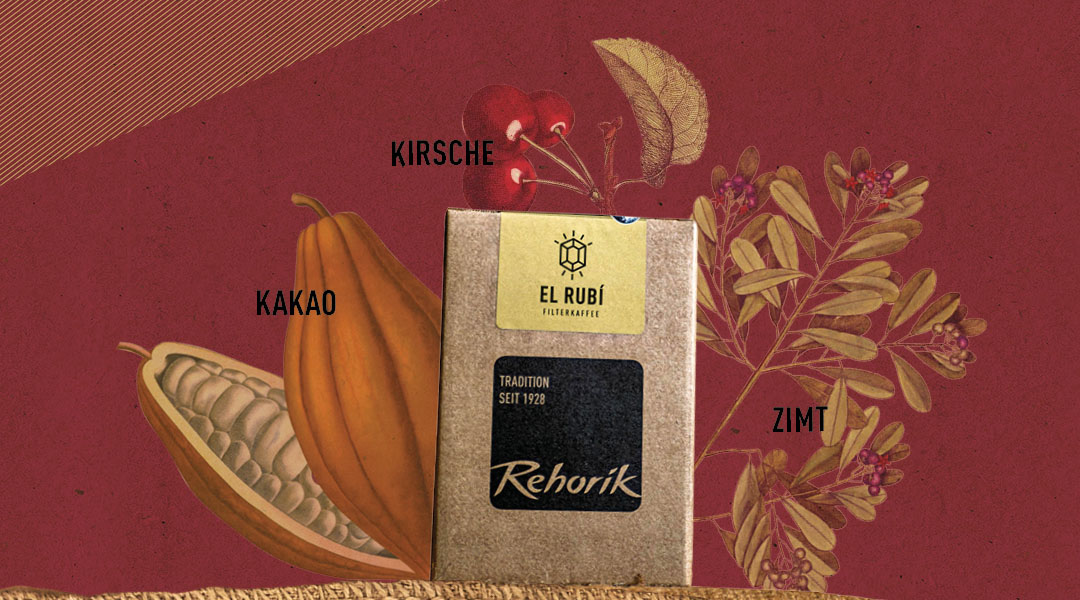 KIRSCHE
KAKAO
EL RUBÍ
FILTERKAFFEE
TRADITION
SEIT 1928
Rehorik
ZIMT